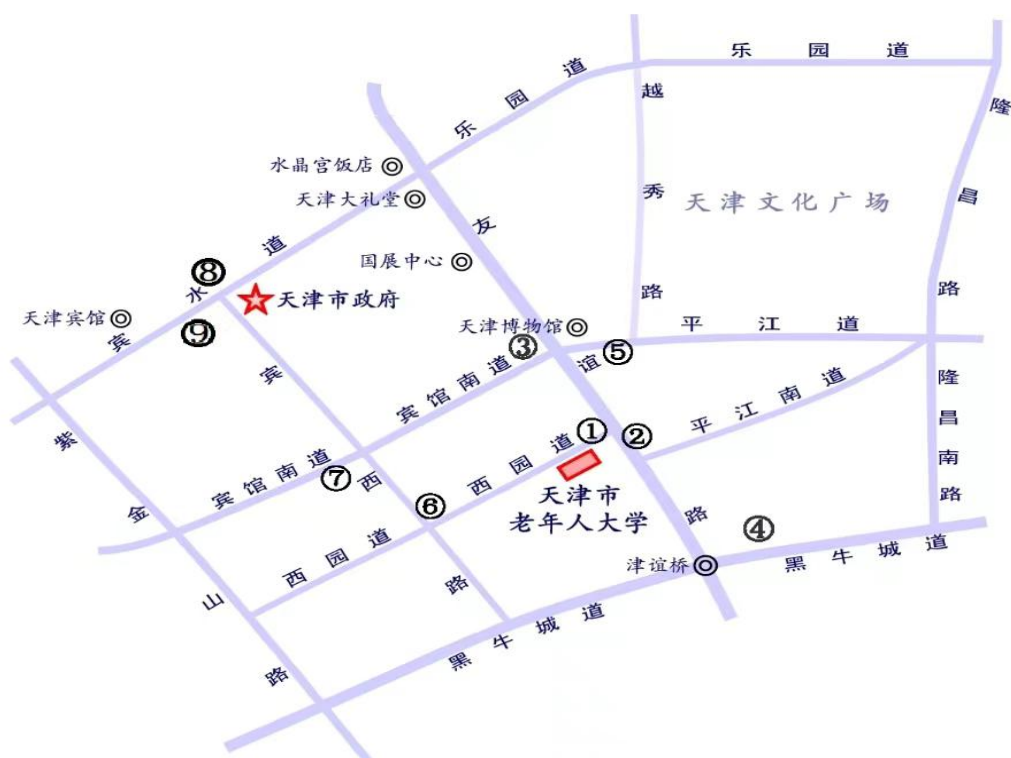 乐园道
乐园道
越秀路
隆昌路
水晶宫饭店
天津大礼堂
友谊路
天津文化广场
国展中心
⑧
宾水道
天津市政府
天津宾馆
⑨
天津博物馆
③
⑤
平江道
宾馆南道
宾西路
①
②
平江南道
隆昌南路
紫金山路
宾馆南道
⑦
⑥
西园道
天津市
老年人大学
④
西园道
津谊桥
黑牛城道
黑牛城道